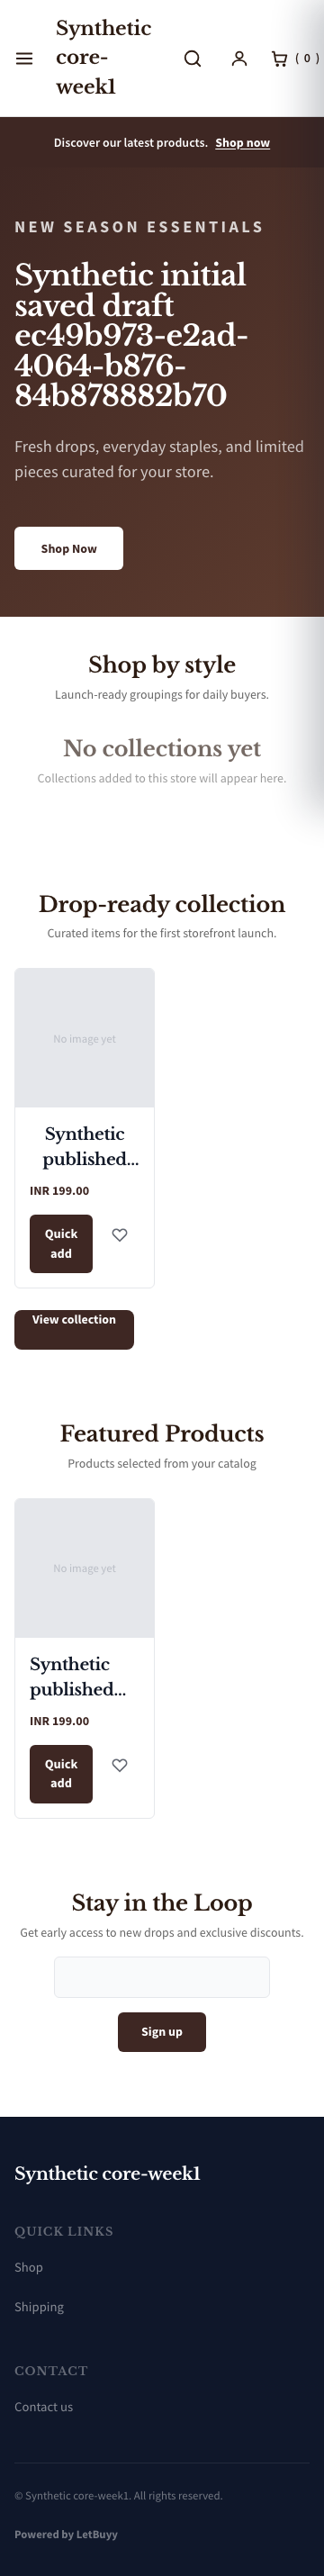 Synthetic
core-
week1
( 0 )
Discover our latest products. Shop now
NEW SEASON ESSENTIALS
Synthetic initial
saved draft
ec49b973-e2ad-
4064-b876-
84b878882b70
Fresh drops, everyday staples, and limited
pieces curated for your store.
Shop Now
Shop by style
Launch-ready groupings for daily buyers.
No collections yet
Collections added to this store will appear here.
Drop-ready collection
Curated items for the first storefront launch.
No image yet
Synthetic
published...
INR 199.00
Quick
add
View collection
Featured Products
Products selected from your catalog
No image yet
Synthetic
published...
INR 199.00
Quick
add
Stay in the Loop
Get early access to new drops and exclusive discounts.
Sign up
Synthetic core-week1
QUICK LINKS
Shop
Shipping
CONTACT
Contact us
© Synthetic core-week1. All rights reserved.
Powered by LetBuyy